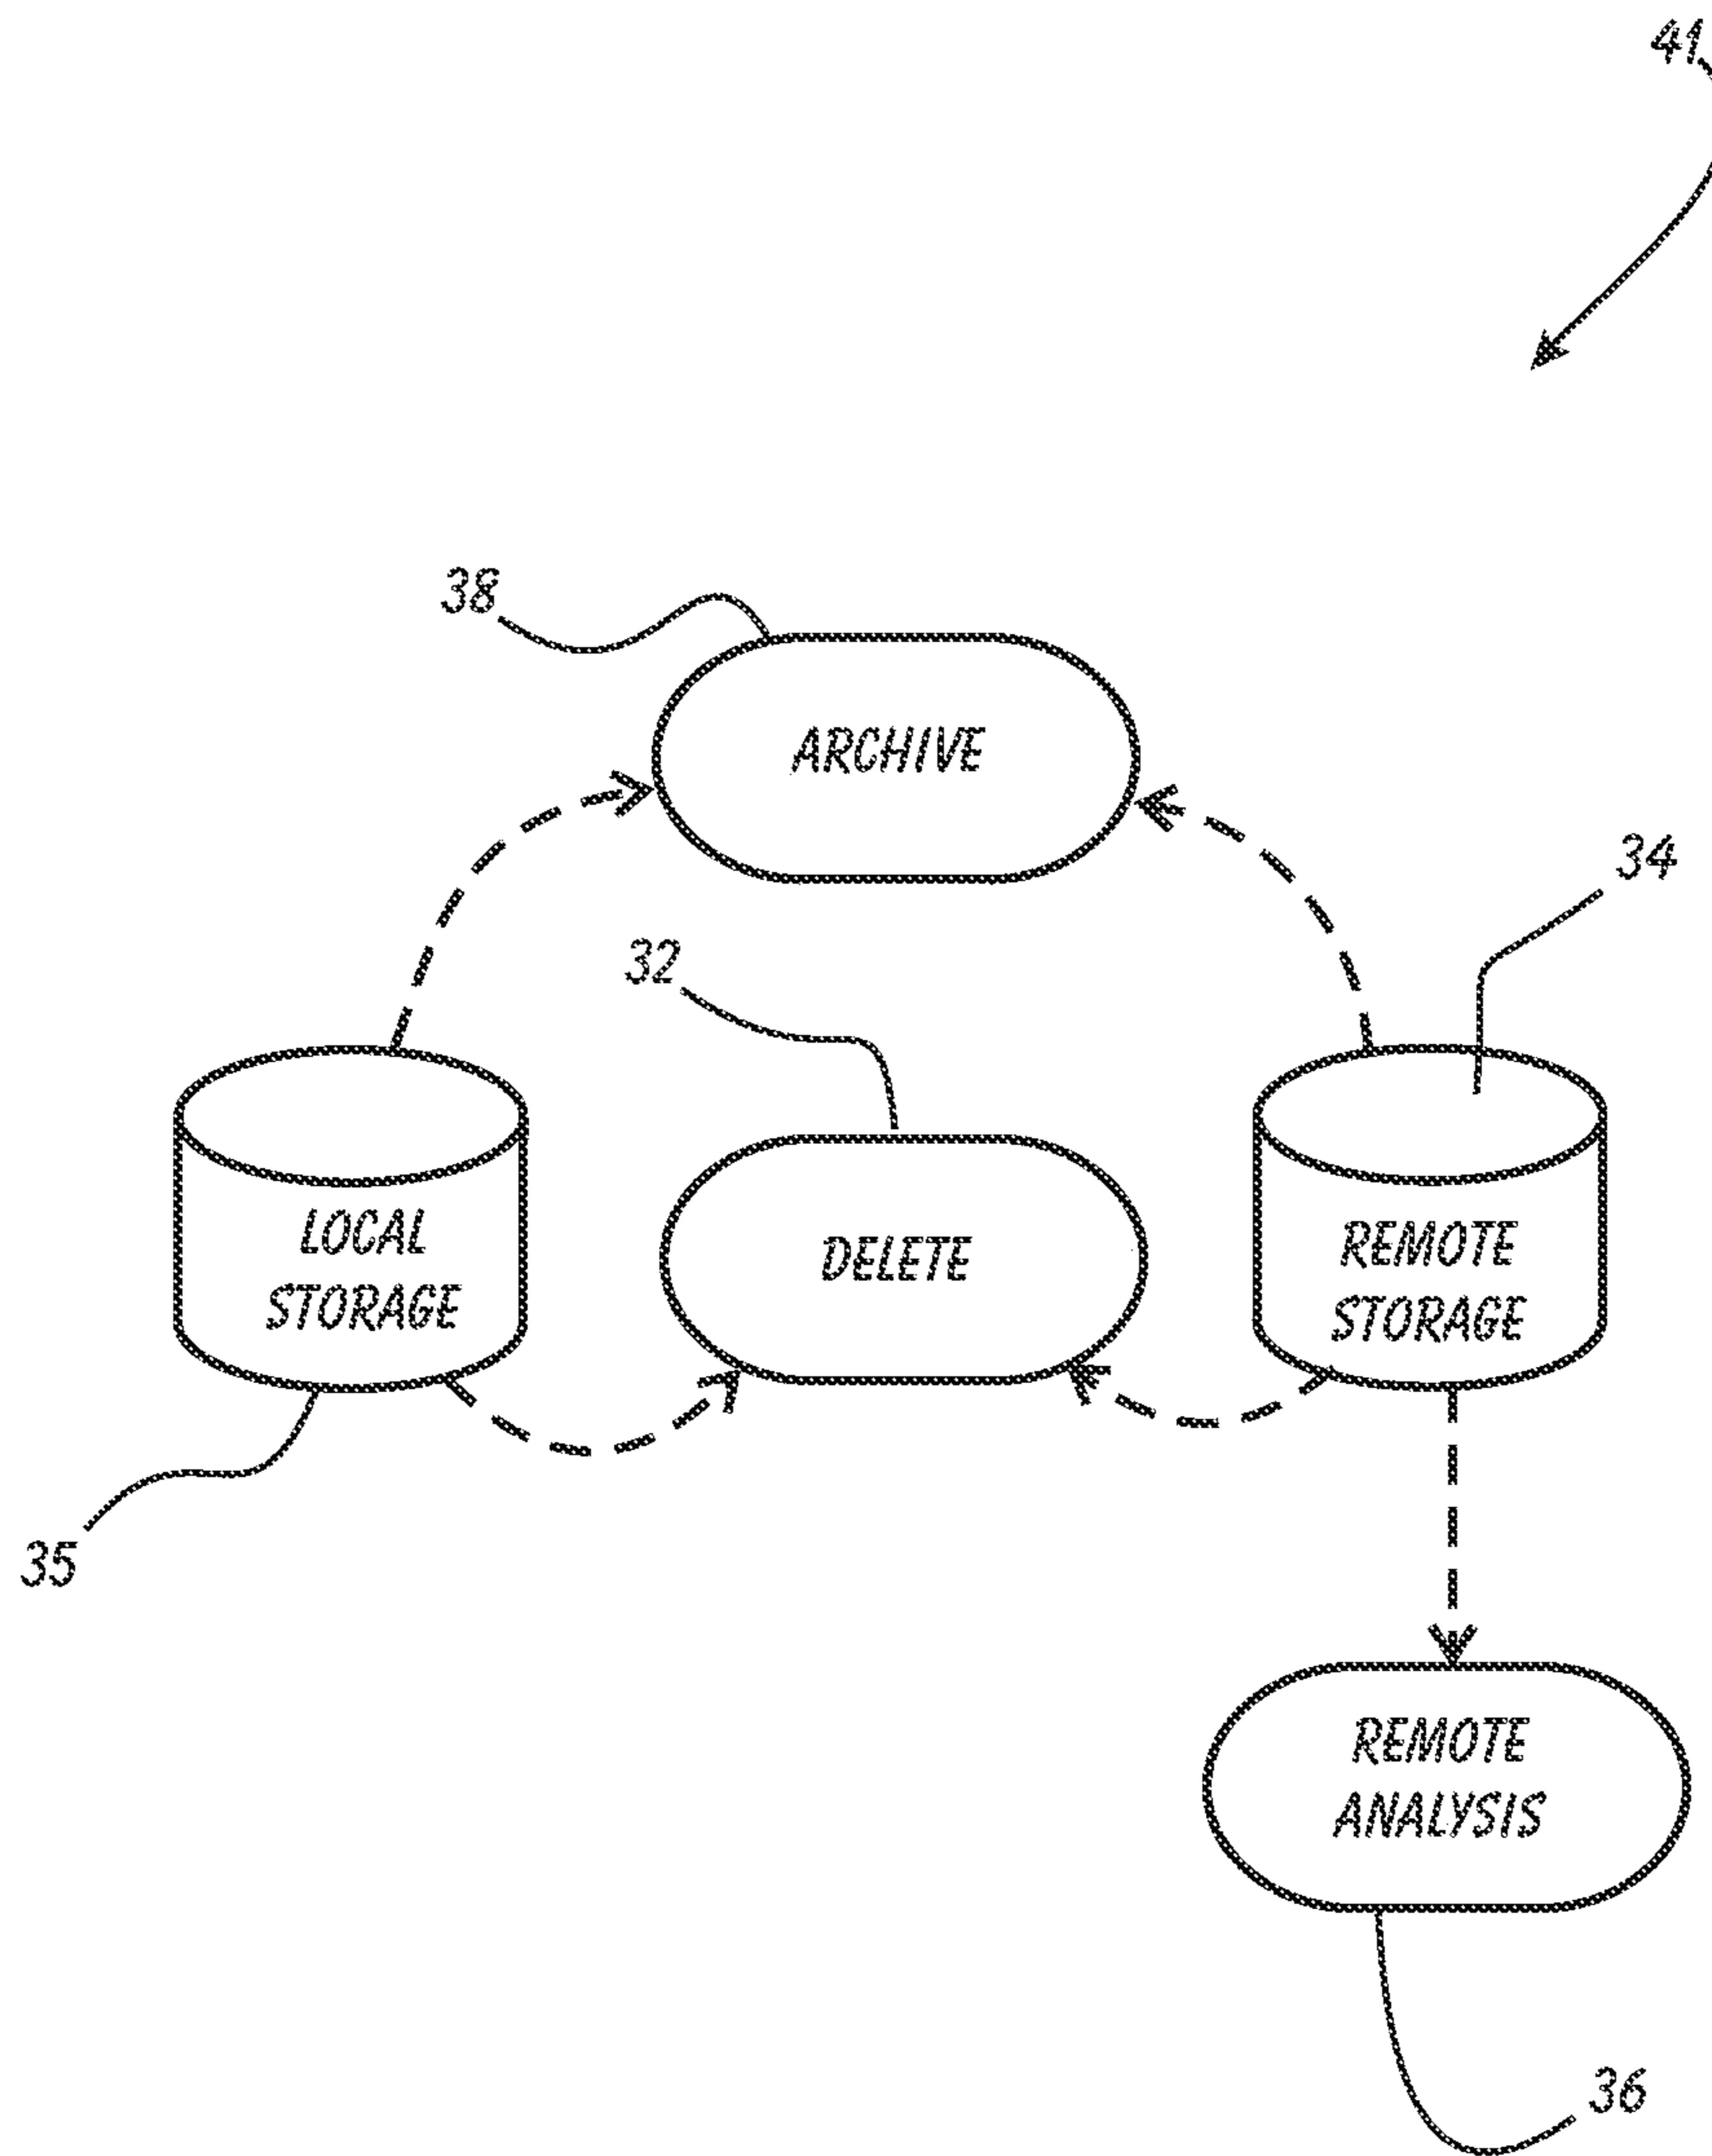 41
38
ARCHIVE
34
32
LOCAL
STORAGE
DELETE
REMOTE
STORAGE
35
REMOTE
ANALYSIS
36